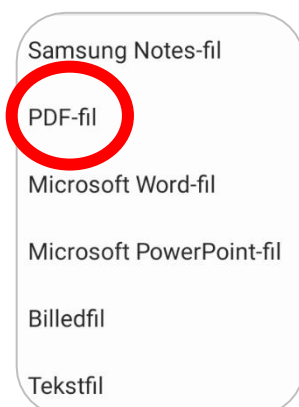 Samsung Notes-fil
PDF-fil
Microsoft Word-fil
Microsoft PowerPoint-fil
Billedfil
Tekstfil